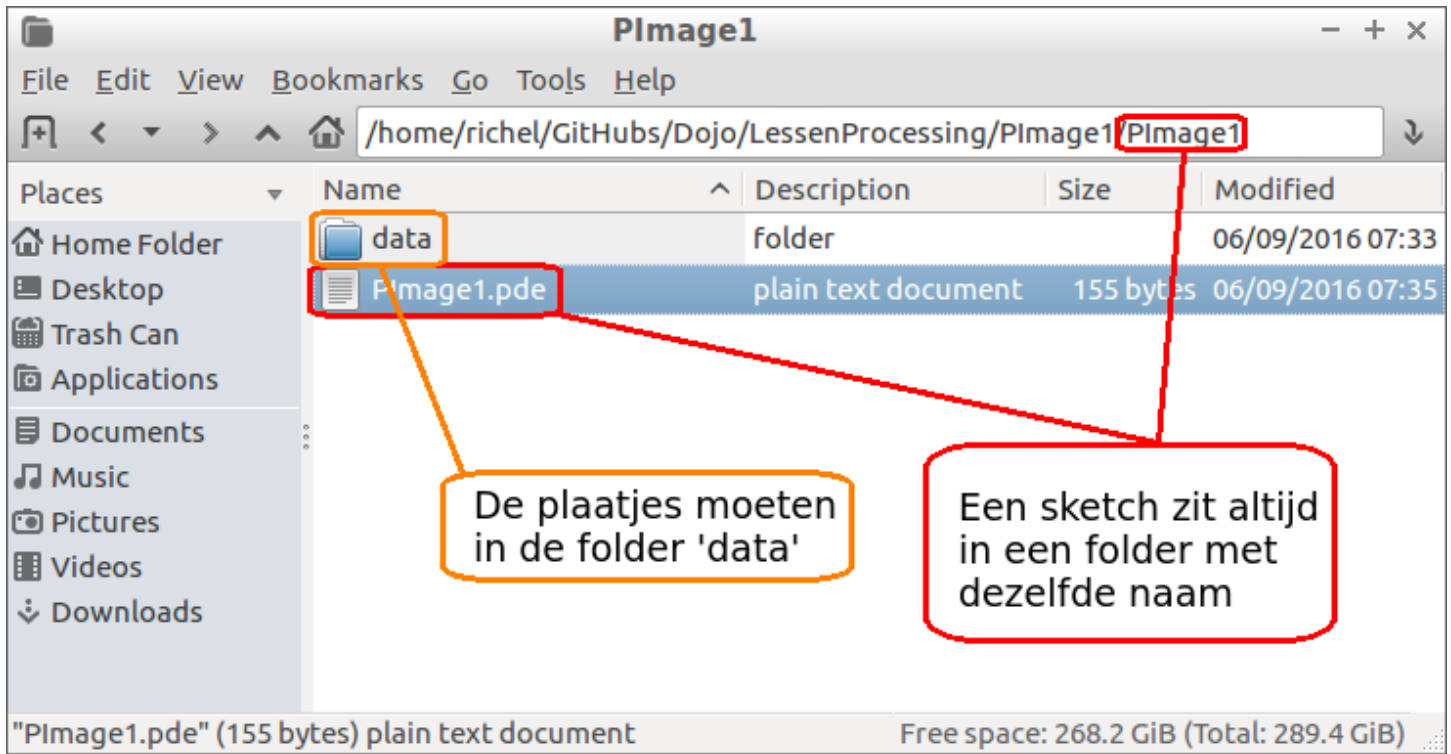 PImage1
File Edit View Bookmarks Go Tools Help
/home/richel/GitHubs/Dojo/LessenProcessing/PImage1/PImage1
Places Name Description Size Modified
Home Folder data folder 06/09/2016 07:33
Desktop PImage1.pde plain text document 155 bytes 06/09/2016 07:35
Trash Can
Applications
Documents
Music
Pictures
Videos
Downloads
De plaatjes moeten
in de folder 'data'
Een sketch zit altijd
in een folder met
dezelfde naam
"PImage1.pde" (155 bytes) plain text document Free space: 268.2 GiB (Total: 289.4 GiB)